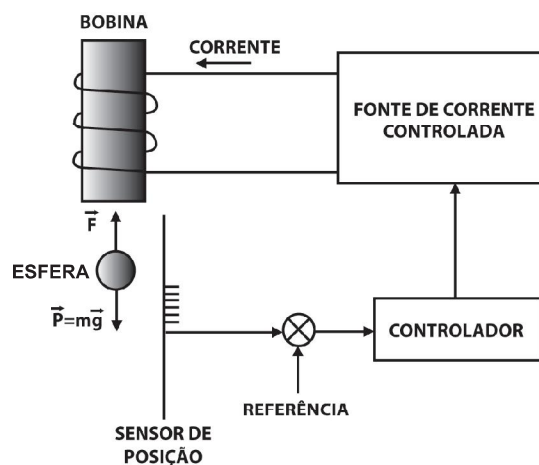 BOBINA
CORRENTE
FONTE DE CORRENTE
CONTROLADA
F
ESFERA
P=mg
CONTROLADOR
REFERÊNCIA
SENSOR DE
POSIÇÃO